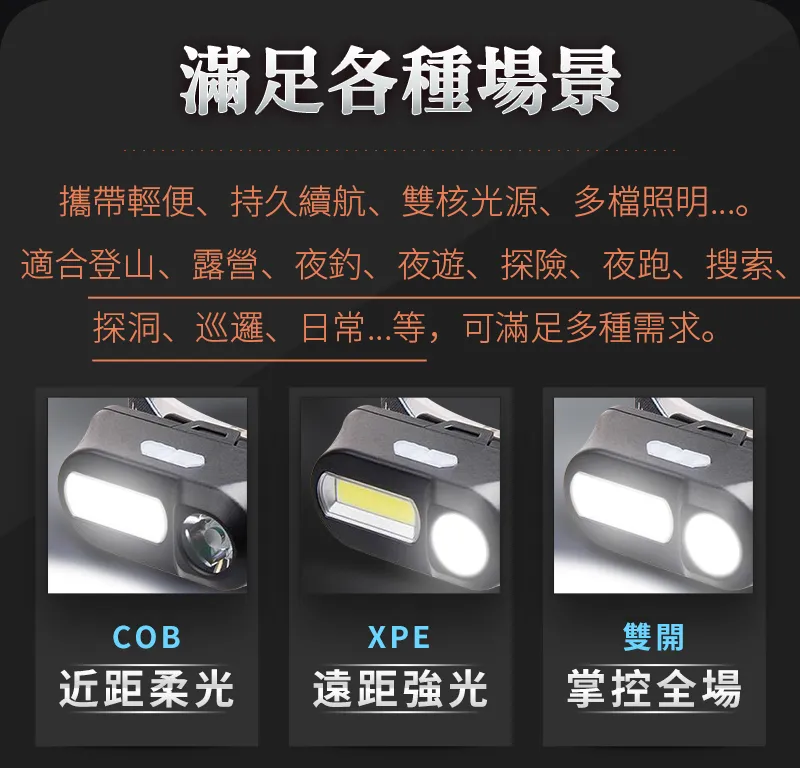 滿足各種場景
攜帶輕便、持久續航、雙核光源、多檔照明...。
適合登山、露營、夜釣、夜遊、探險、夜跑、搜索、
探洞、巡邏、日常...等，可滿足多種需求。
COB
近距柔光
XPE
遠距強光
雙開
掌控全場